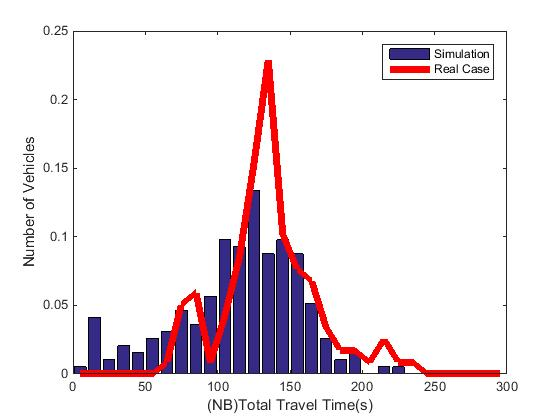 0.25
Simulation
Real Case
0.2
0.15
0.1
0.05
0
0 50 100 150 200 250 300
Number of Vehicles
(NB)Total Travel Time(s)